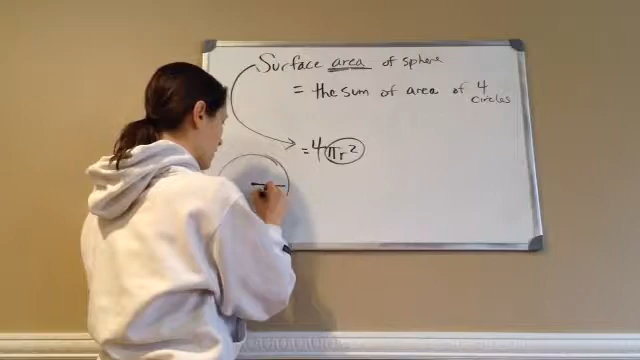 Surface area of sphere
= the sum of area of 4
circles
= 4πr²